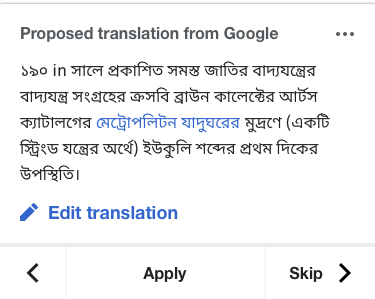 Proposed translation from Google
১৯০ in সালে প্রকাশিত সমস্ত জাতির বাদ্যযন্ত্রের
বাদ্যযন্ত্র সংগ্রহের ক্রসবি ব্রাউন কালেক্টের আর্টস
ক্যাটালগের মেট্রোপলিটন যাদুঘরের মুদ্রণে (একটি
স্ট্রিংড যন্ত্রের অর্থে) ইউকুলি শব্দের প্রথম দিকের
উপস্থিতি।
Edit translation
Apply
Skip